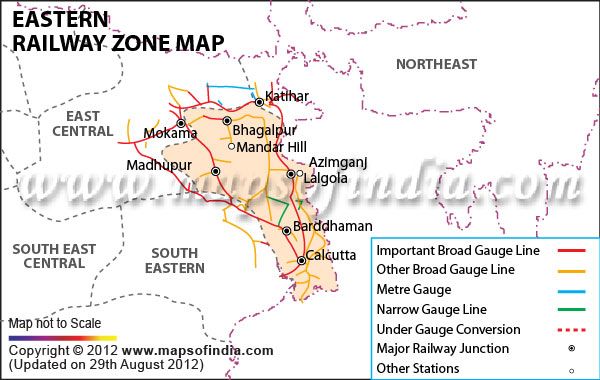 EASTERN
RAILWAY ZONE MAP
NORTHEAST
Katihar
EAST
CENTRAL
Mokama
Bhagalpur
Mandar Hill
Madhupur
Azimganj
Lalgola
www.mapsofindia.com
Barddhaman
SOUTH EAST
CENTRAL
SOUTH
EASTERN
Calcutta
Important Broad Gauge Line
Other Broad Gauge Line
Metre Gauge
Narrow Gauge Line
Under Gauge Conversion
Major Railway Junction
Other Stations
Map not to Scale
Copyright © 2012 www.mapsofindia.com
(Updated on 29th August 2012)